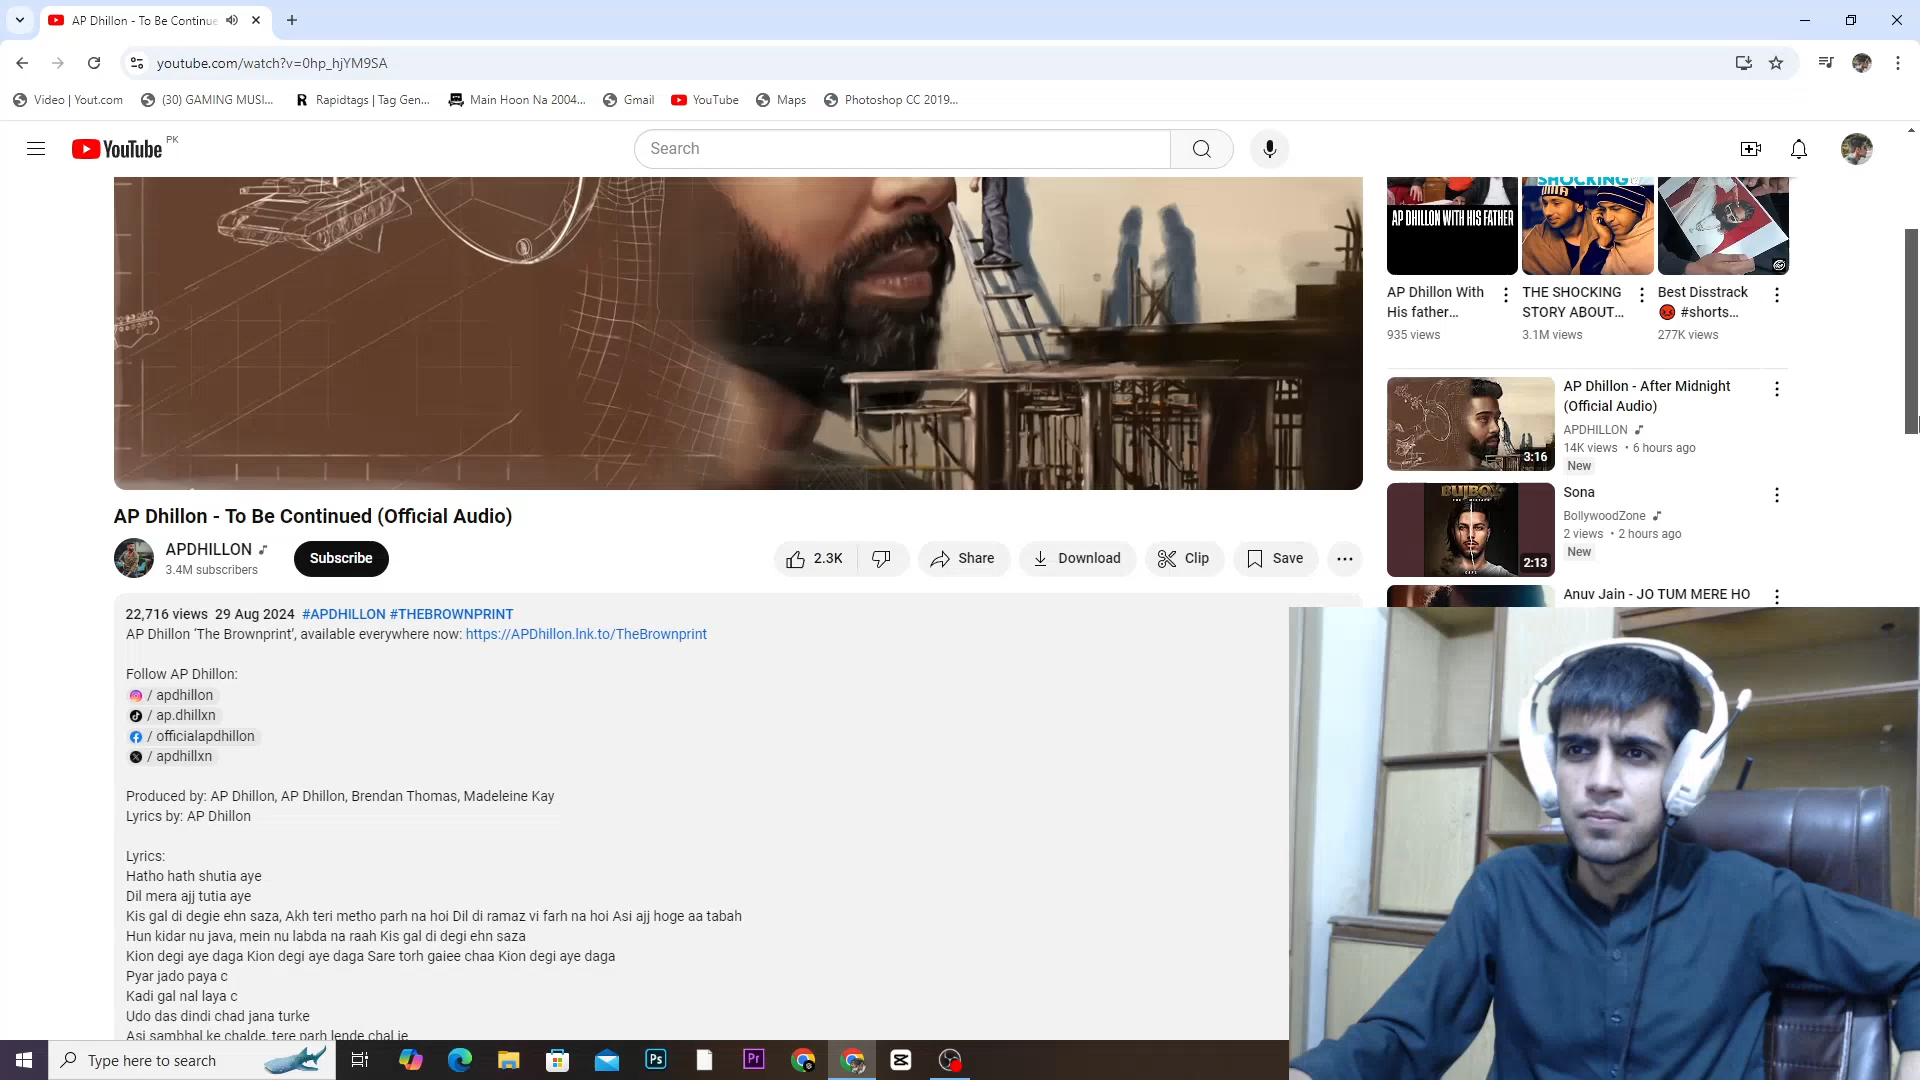 AP Dhillon - To Be Continue
youtube.com/watch?v=0hp_hjYM9SA
Video | Yout.com
(30) GAMING MUSI...
Rapidtags | Tag Gen...
Main Hoon Na 2004...
Gmail
YouTube
Maps
Photoshop CC 2019...
YouTube PK
Search
SHOCKING
AP DHILLON WITH HIS FATHER
AP Dhillon With
His father...
935 views
THE SHOCKING
STORY ABOUT...
3.1M views
Best Disstrack
😡 #shorts...
277K views
3:16
AP Dhillon - After Midnight
(Official Audio)
APDHILLON
14K views • 6 hours ago
New
2:13
Sona
BollywoodZone
2 views • 2 hours ago
New
Anuv Jain - JO TUM MERE HO
AP Dhillon - To Be Continued (Official Audio)
APDHILLON
3.4M subscribers
Subscribe
2.3K
Share
Download
Clip
Save
22,716 views 29 Aug 2024 #APDHILLON #THEBROWNPRINT
AP Dhillon ‘The Brownprint’, available everywhere now: https://APDhillon.lnk.to/TheBrownprint
Follow AP Dhillon:
/ apdhillon
/ ap.dhillxn
/ officialapdhillon
/ apdhillxn
Produced by: AP Dhillon, AP Dhillon, Brendan Thomas, Madeleine Kay
Lyrics by: AP Dhillon
Lyrics:
Hatho hath shutia aye
Dil mera ajj tutia aye
Kis gal di degie ehn saza, Akh teri metho parh na hoi Dil di ramaz vi farh na hoi Asi ajj hoge aa tabah
Hun kidar nu java, mein nu labda na raah Kis gal di degi ehn saza
Kion degi aye daga Kion degi aye daga Sare torh gaiee chaa Kion degi aye daga
Pyar jado paya c
Kadi gal nal laya c
Udo das dindi chad jana turke
Asi sambhal ke chalde, tere parh lende chal je
Type here to search
Ps
Pr